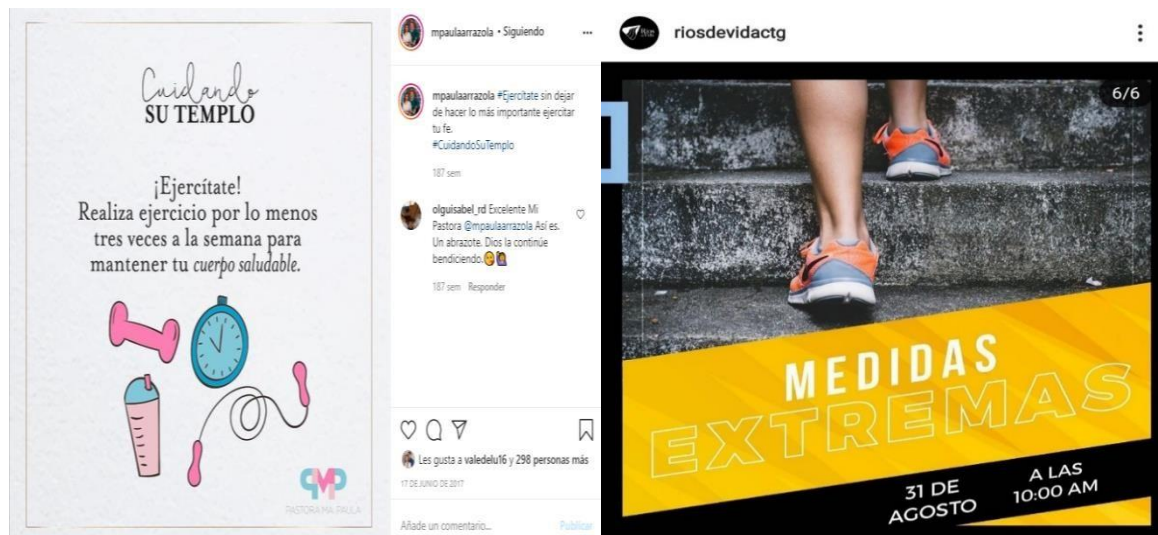 Cuidando
SU TEMPLO
¡Ejercítate!
Realiza ejercicio por lo menos
tres veces a la semana para
mantener tu cuerpo saludable.
PMP
PASTORA MA. PAULA
mpaulaarrazola • Siguiendo
mpaulaarrazola #Ejercitate sin dejar
de hacer lo más importante ejercitar
tu fe.
#CuidandoSuTemplo
187 sem
olguisabel_rd Excelente Mi
Pastora @mpaulaarrazola Así es.
Un abrazote. Dios la continúe
bendiciendo.
187 sem Responder
Les gusta a valedelu16 y 298 personas más
17 DE JUNIO DE 2017
Añade un comentario...
Publicar
riosdevidactg
6/6
MEDIDAS
EXTREMAS
31 DE
AGOSTO
A LAS
10:00 AM